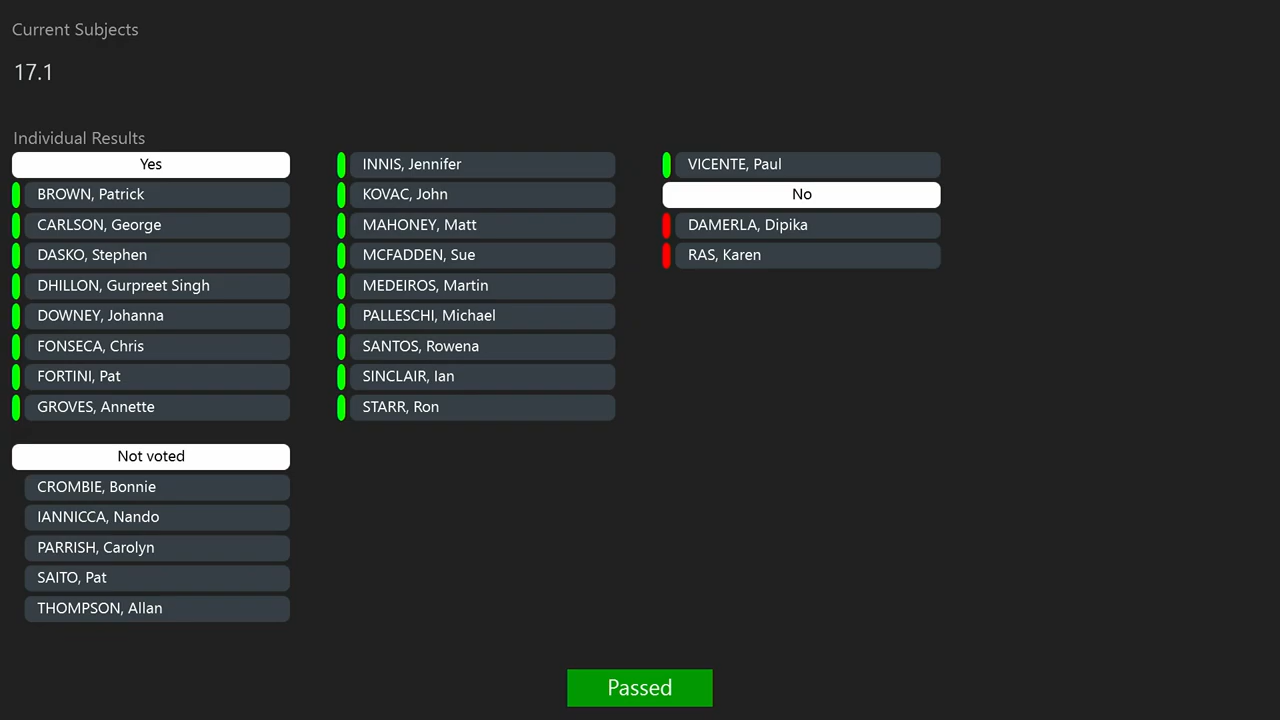 Current Subjects
17.1
Individual Results
Yes
BROWN, Patrick
CARLSON, George
DASKO, Stephen
DHILLON, Gurpreet Singh
DOWNEY, Johanna
FONSECA, Chris
FORTINI, Pat
GROVES, Annette
INNIS, Jennifer
KOVAC, John
MAHONEY, Matt
MCFADDEN, Sue
MEDEIROS, Martin
PALLESCHI, Michael
SANTOS, Rowena
SINCLAIR, Ian
STARR, Ron
VICENTE, Paul
No
DAMERLA, Dipika
RAS, Karen
Not voted
CROMBIE, Bonnie
IANNICCA, Nando
PARRISH, Carolyn
SAITO, Pat
THOMPSON, Allan
Passed